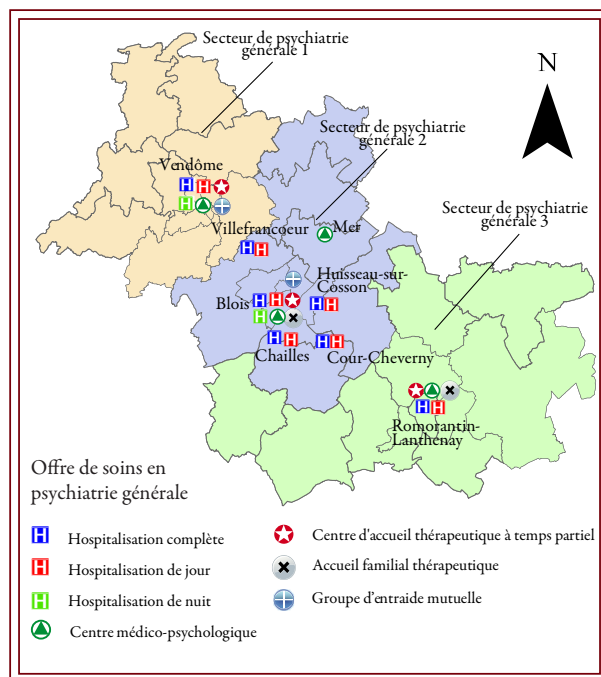 Secteur de psychiatrie
générale 1
N
Secteur de psychiatrie
générale 2
Vendôme
Secteur de psychiatrie
générale 3
Villefrancoeur
Mer
Huisseau-sur-
Cosson
Blois
Chailles
Cour-Cheverny
Romorantin-
Lanthenay
Offre de soins en
psychiatrie générale
Hospitalisation complète
Hospitalisation de jour
Hospitalisation de nuit
Centre médico-psychologique
Centre d'accueil thérapeutique à temps partiel
Accueil familial thérapeutique
Groupe d'entraide mutuelle